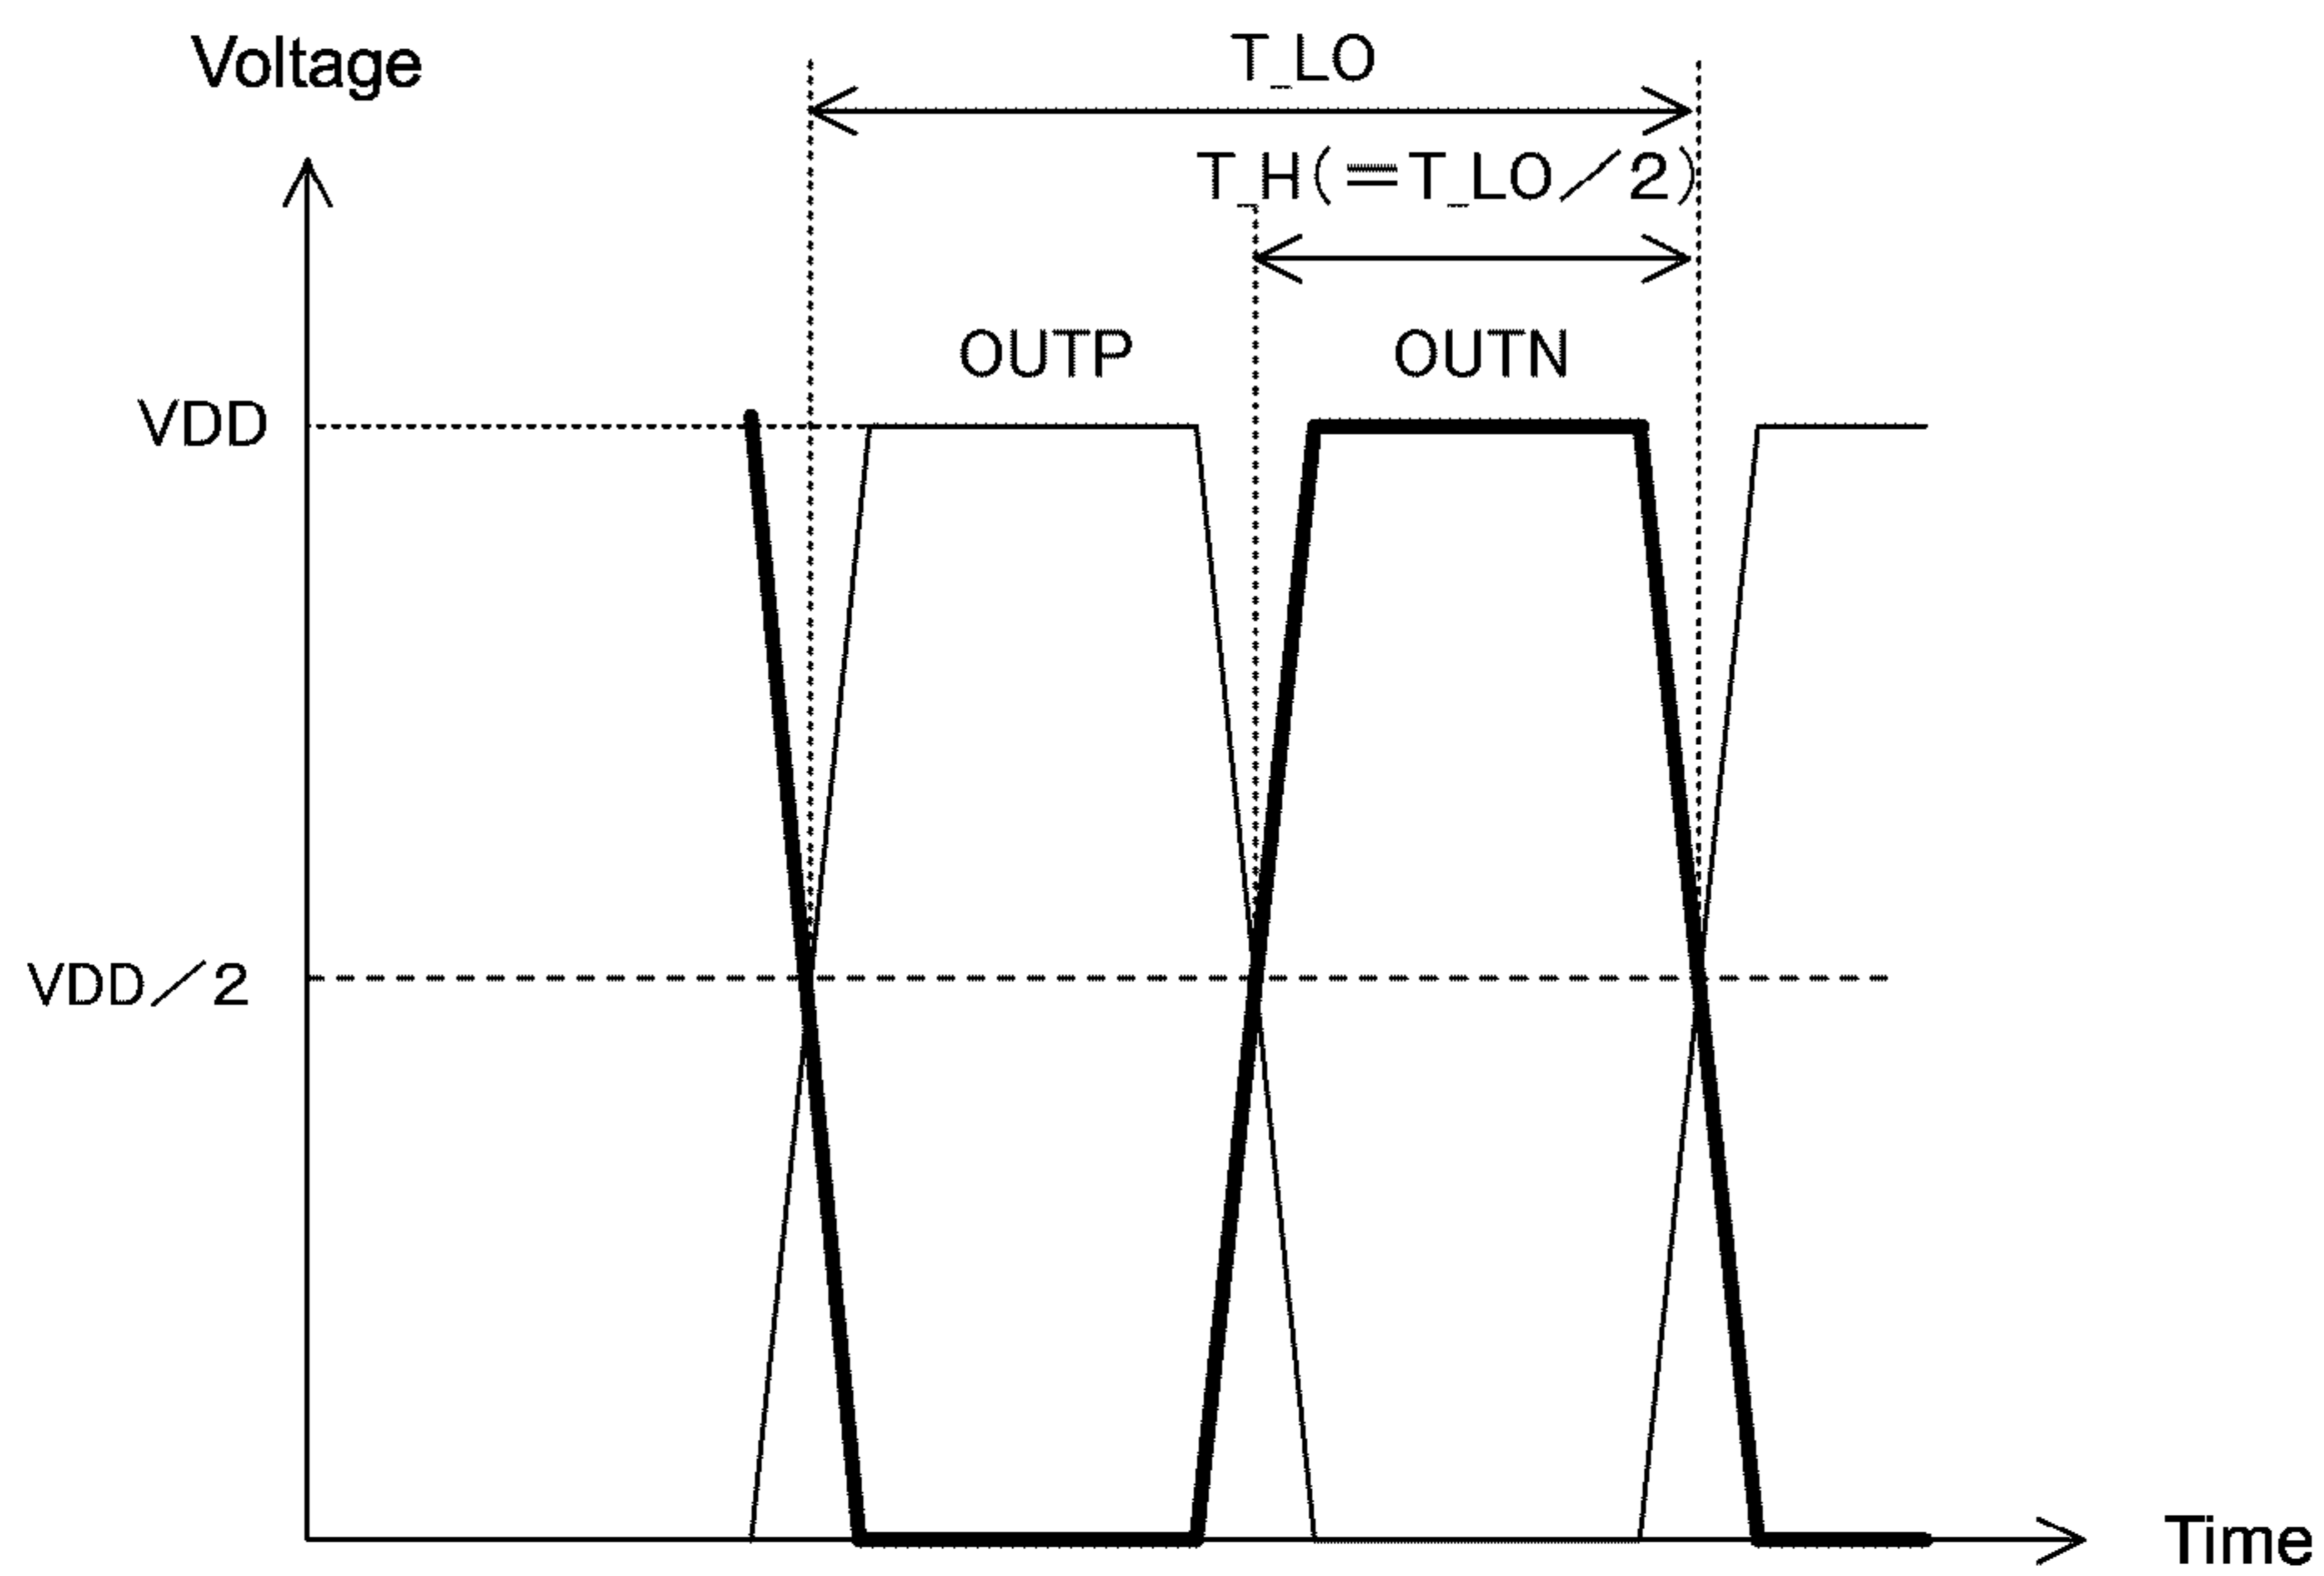 Voltage
T_LO
T_H(=T_LO/2)
OUTP
OUTN
VDD
VDD/2
Time